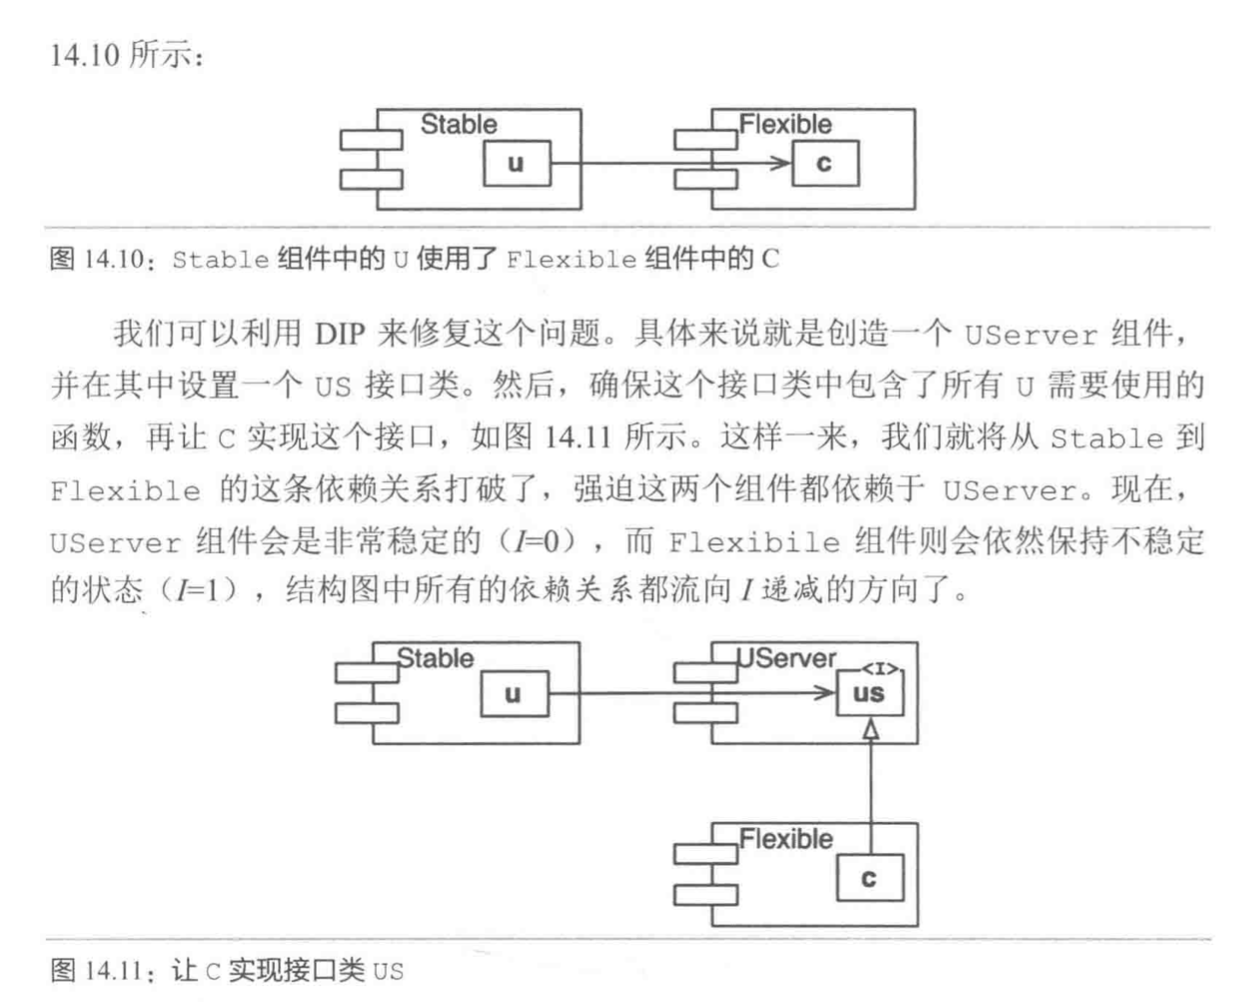 14.10 所示：
Stable
u
Flexible
c
图 14.10：Stable 组件中的 U 使用了 Flexible 组件中的 C
我们可以利用 DIP 来修复这个问题。具体来说就是创造一个 UServer 组件，
并在其中设置一个 US 接口类。然后，确保这个接口类中包含了所有 U 需要使用的
函数，再让 C 实现这个接口，如图 14.11 所示。这样一来，我们就将从 Stable 到
Flexible 的这条依赖关系打破了，强迫这两个组件都依赖于 UServer。现在，
UServer 组件会是非常稳定的（I=0），而 Flexibile 组件则会依然保持不稳定
的状态（I=1），结构图中所有的依赖关系都流向 I 递减的方向了。
Stable
u
UServer
<I>
us
Flexible
c
图 14.11：让 C 实现接口类 US